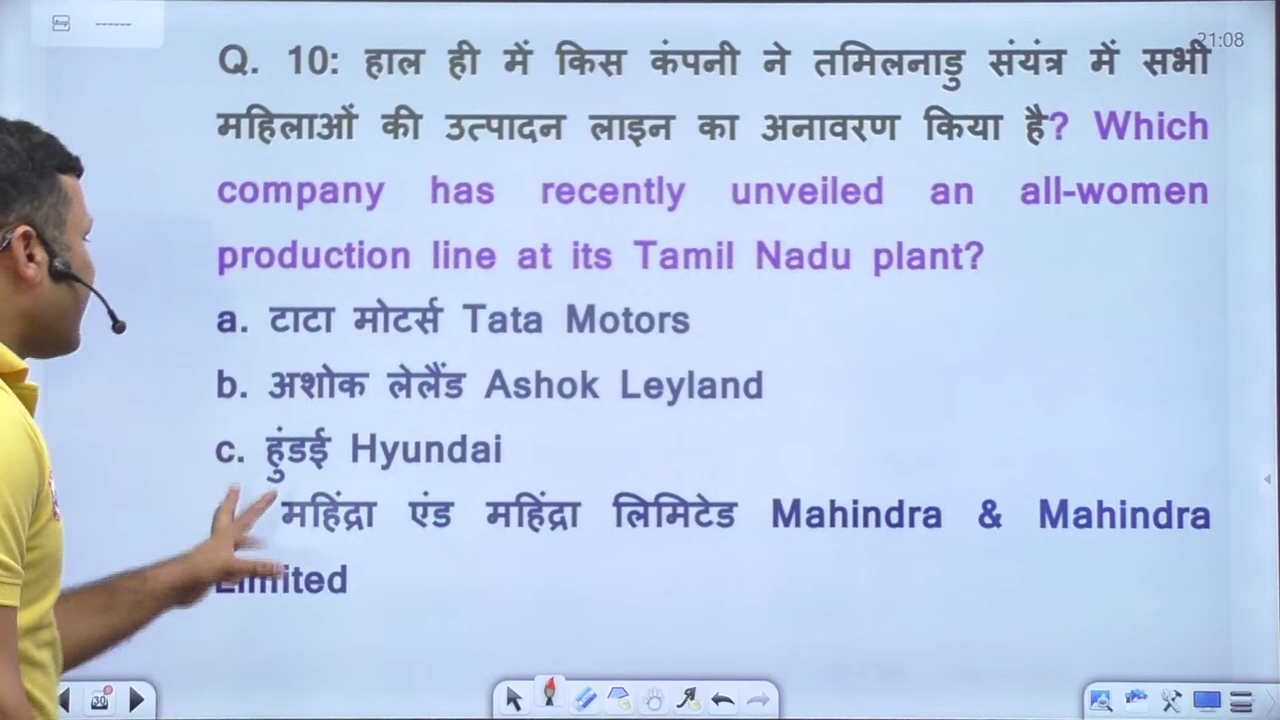 21:08
Q. 10: हाल ही में किस कंपनी ने तमिलनाडु संयंत्र में सभी
महिलाओं की उत्पादन लाइन का अनावरण किया है? Which
company has recently unveiled an all-women
production line at its Tamil Nadu plant?
a. टाटा मोटर्स Tata Motors
b. अशोक लेलैंड Ashok Leyland
c. हुंडई Hyundai
महिंद्रा एंड महिंद्रा लिमिटेड Mahindra & Mahindra
Limited
30